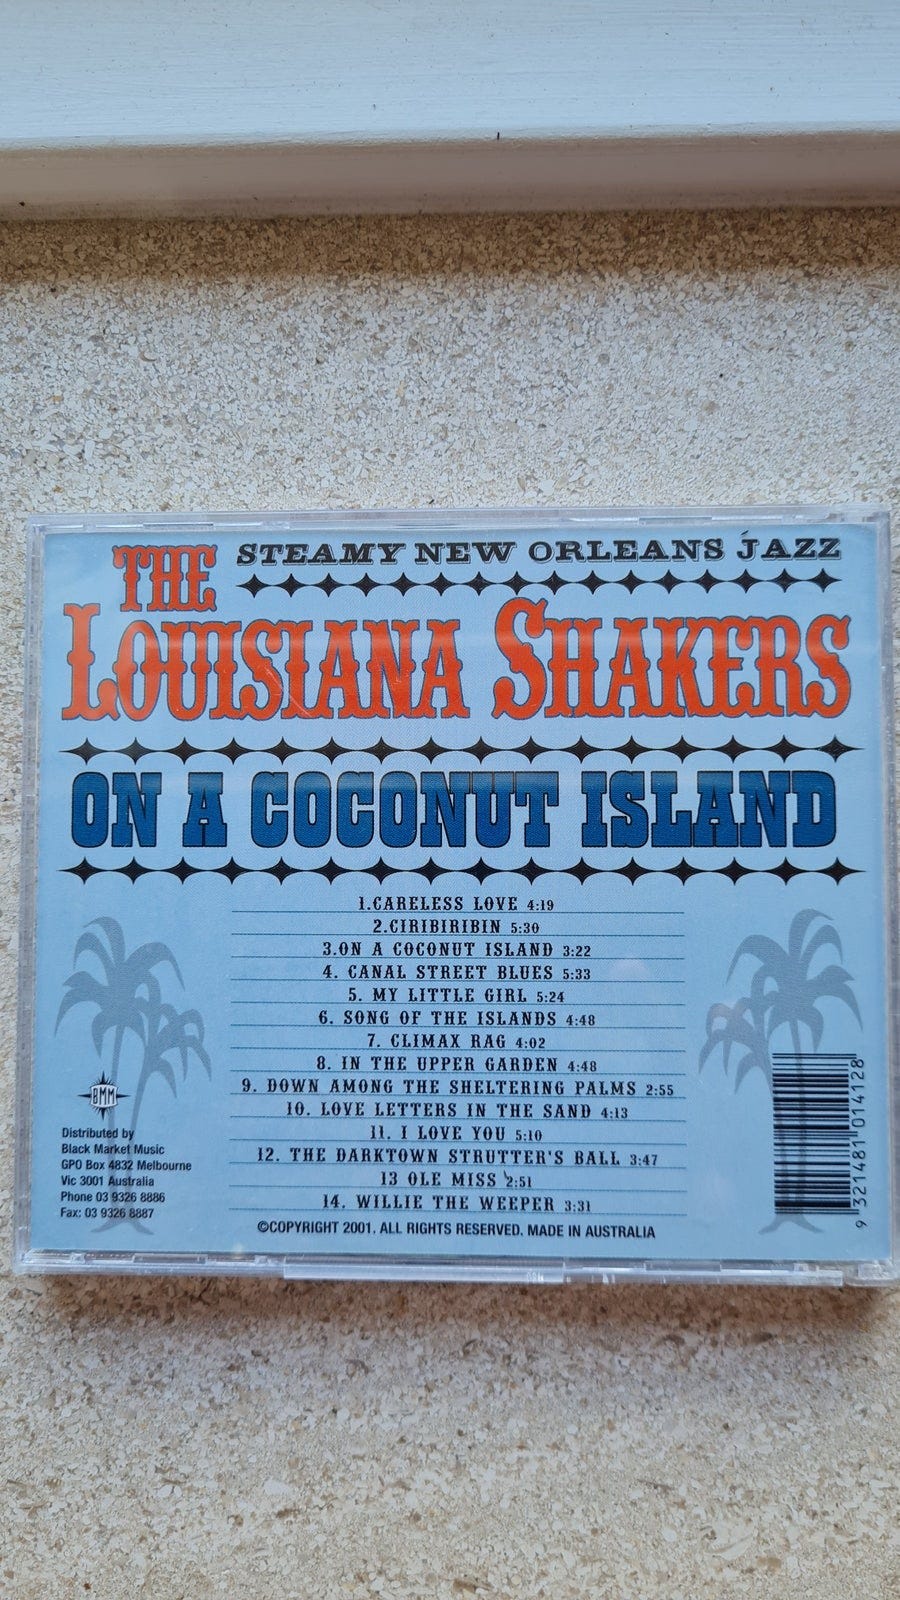 STEAMY NEW ORLEANS JAZZ
THE
LOUISIANA SHAKERS
ON A COCONUT ISLAND
1.CARELESS LOVE 4:19
2.CIRIBIRIBIN 5:30
3.ON A COCONUT ISLAND 3:22
4. CANAL STREET BLUES 5:33
5. MY LITTLE GIRL 5:24
6. SONG OF THE ISLANDS 4:48
7. CLIMAX RAG 4:02
8. IN THE UPPER GARDEN 4:48
9. DOWN AMONG THE SHELTERING PALMS 2:55
10. LOVE LETTERS IN THE SAND 4:13
11. I LOVE YOU 5:10
12. THE DARKTOWN STRUTTER'S BALL 3:47
13 OLE MISS 2:51
14. WILLIE THE WEEPER 3:31
©COPYRIGHT 2001. ALL RIGHTS RESERVED. MADE IN AUSTRALIA
BMM
Distributed by
Black Market Music
GPO Box 4832 Melbourne
Vic 3001 Australia
Phone 03 9326 8886
Fax: 03 9326 8887
9 321481 014128